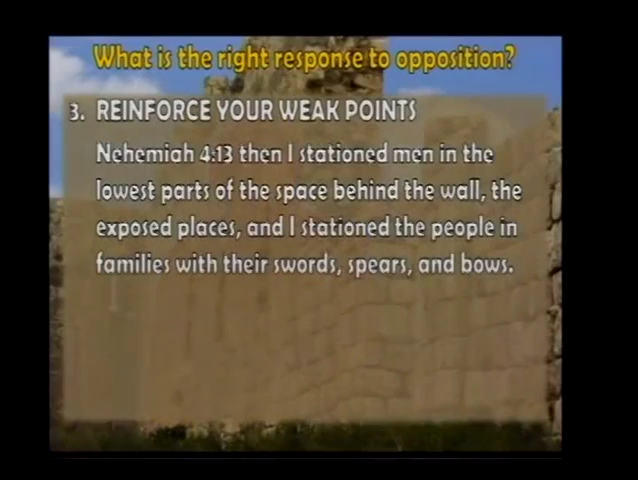 What is the right response to opposition?
3. REINFORCE YOUR WEAK POINTS
Nehemiah 4:13 then I stationed men in the
lowest parts of the space behind the wall, the
exposed places, and I stationed the people in
families with their swords, spears, and bows.